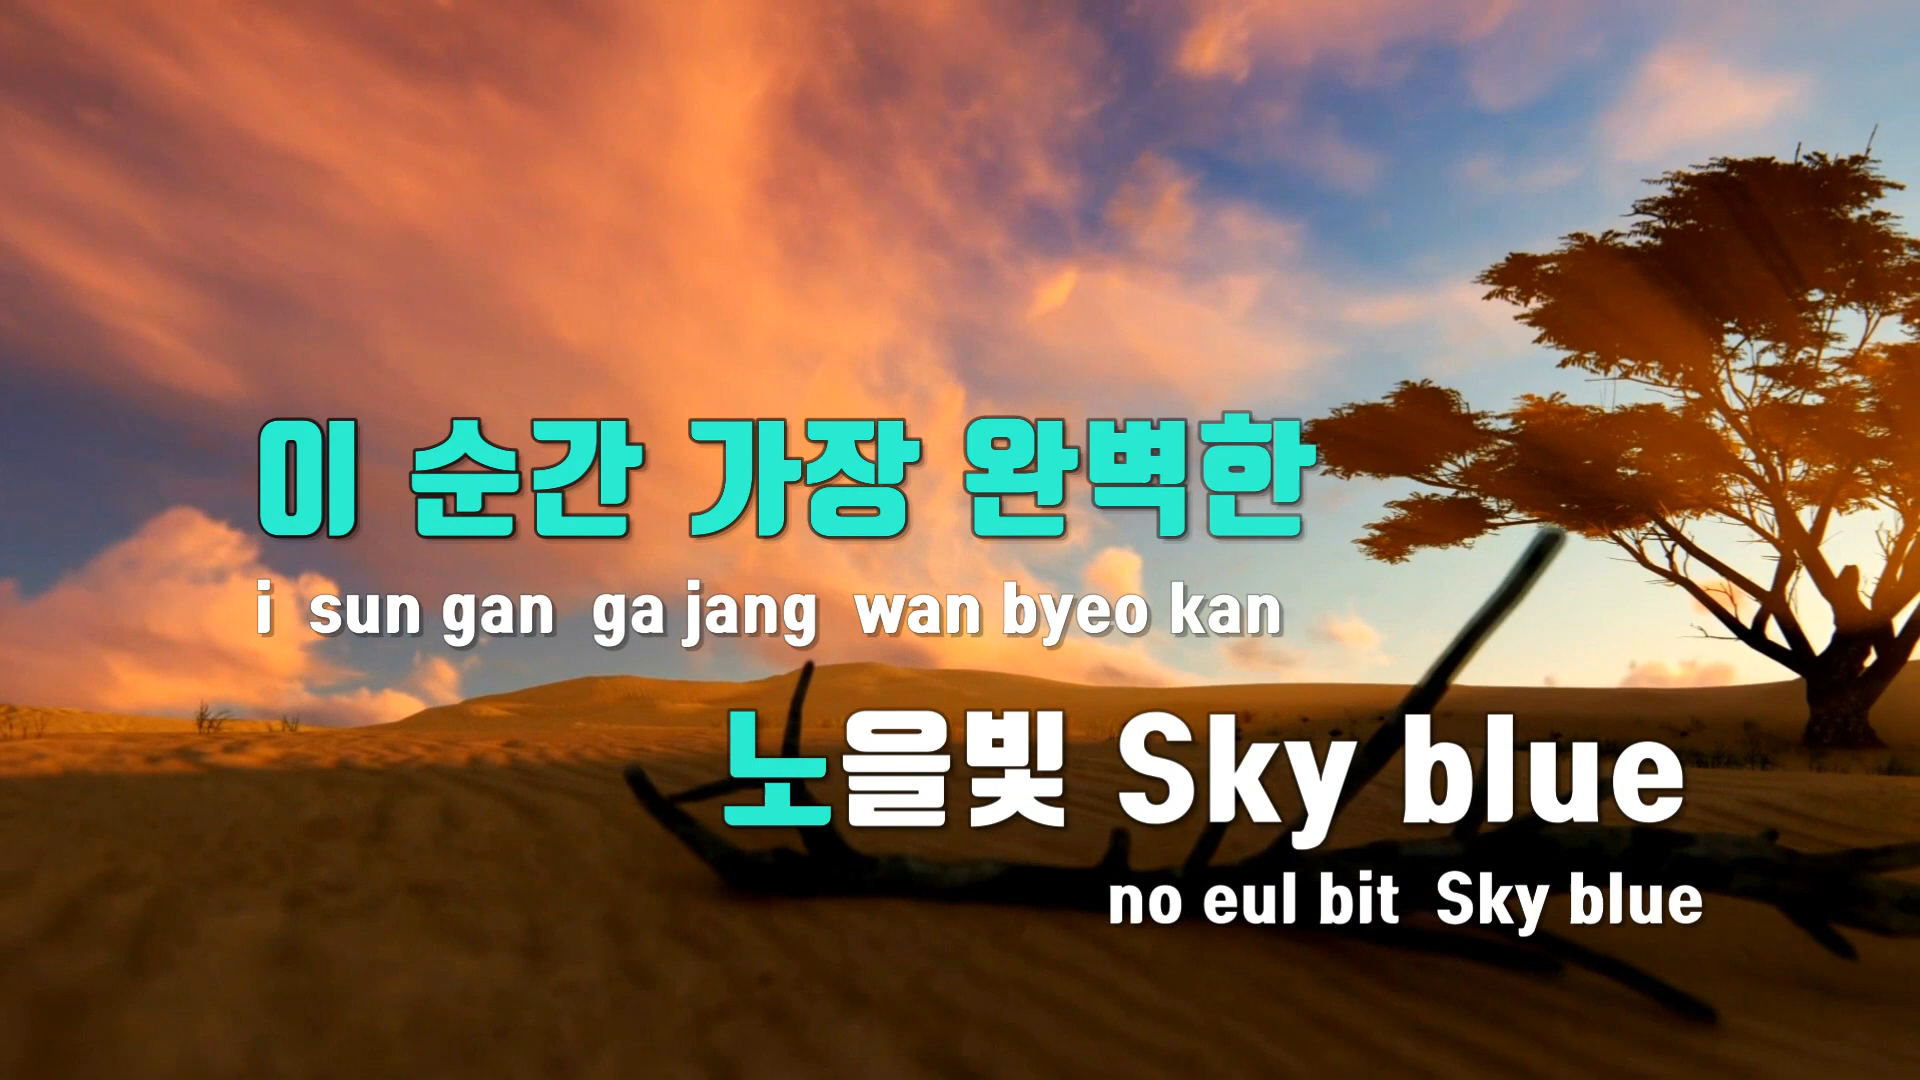 이 순간 가장 완벽한
i sun gan ga jang wan byeo kan
노을빛 Sky blue
no eul bit Sky blue